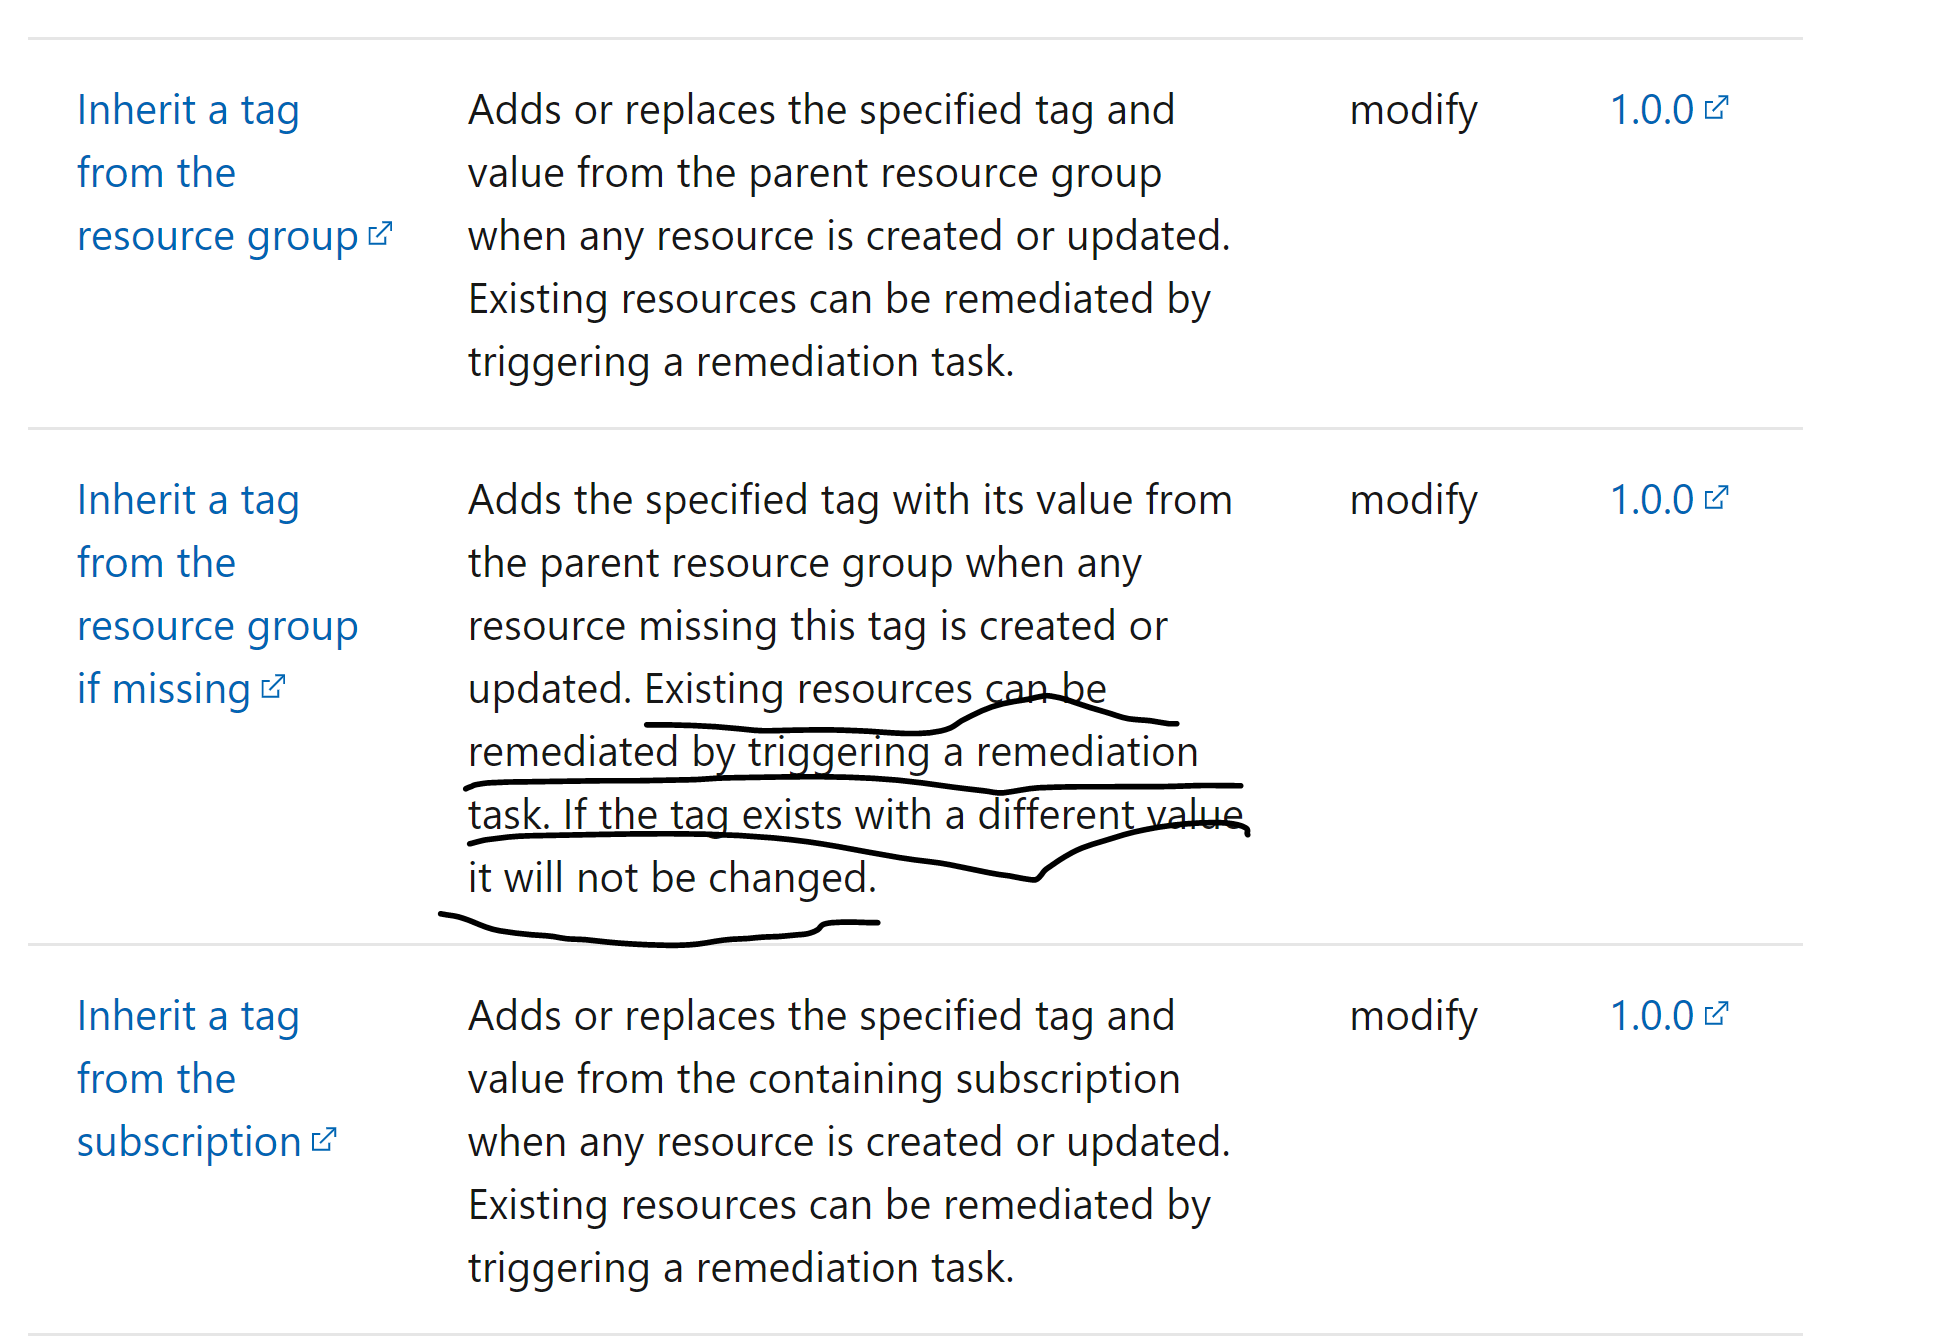 Inherit a tag
from the
resource group
Adds or replaces the specified tag and
value from the parent resource group
when any resource is created or updated.
Existing resources can be remediated by
triggering a remediation task.
modify
1.0.0
Inherit a tag
from the
resource group
if missing
Adds the specified tag with its value from
the parent resource group when any
resource missing this tag is created or
updated. Existing resources can be
remediated by triggering a remediation
task. If the tag exists with a different value
it will not be changed.
modify
1.0.0
Inherit a tag
from the
subscription
Adds or replaces the specified tag and
value from the containing subscription
when any resource is created or updated.
Existing resources can be remediated by
triggering a remediation task.
modify
1.0.0